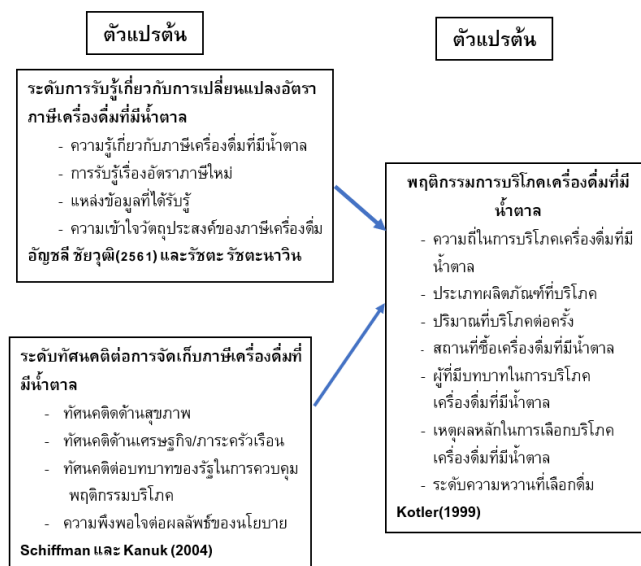 ตัวแปรต้น
ระดับการรับรู้เกี่ยวกับการเปลี่ยนแปลงอัตรา
ภาษีเครื่องดื่มที่มีน้ำตาล
- ความรู้เกี่ยวกับภาษีเครื่องดื่มที่มีน้ำตาล
- การรับรู้เรื่องอัตราภาษีใหม่
- แหล่งข้อมูลที่ได้รับรู้
- ความเข้าใจวัตถุประสงค์ของภาษีเครื่องดื่ม
อัญชลี ชัยวุฒิ(2561) และรัชตะ รัชตะนาวิน
ระดับทัศนคติต่อการจัดเก็บภาษีเครื่องดื่มที่
มีน้ำตาล
- ทัศนคติดด้านสุขภาพ
- ทัศนคติด้านเศรษฐกิจ/ภาระครัวเรือน
- ทัศนคติต่อบทบาทของรัฐในการควบคุม
พฤติกรรมบริโภค
- ความพึงพอใจต่อผลลัพธ์ของนโยบาย
Schiffman และ Kanuk (2004)
ตัวแปรต้น
พฤติกรรมการบริโภคเครื่องดื่มที่มี
น้ำตาล
- ความถี่ในการบริโภคเครื่องดื่มที่มี
น้ำตาล
- ประเภทผลิตภัณฑ์ที่บริโภค
- ปริมาณที่บริโภคต่อครั้ง
- สถานที่ซื้อเครื่องดื่มที่มีน้ำตาล
- ผู้ที่มีบทบาทในการบริโภค
เครื่องดื่มที่มีน้ำตาล
- เหตุผลหลักในการเลือกบริโภค
เครื่องดื่มที่มีน้ำตาล
- ระดับความหวานที่เลือกดื่ม
Kotler(1999)